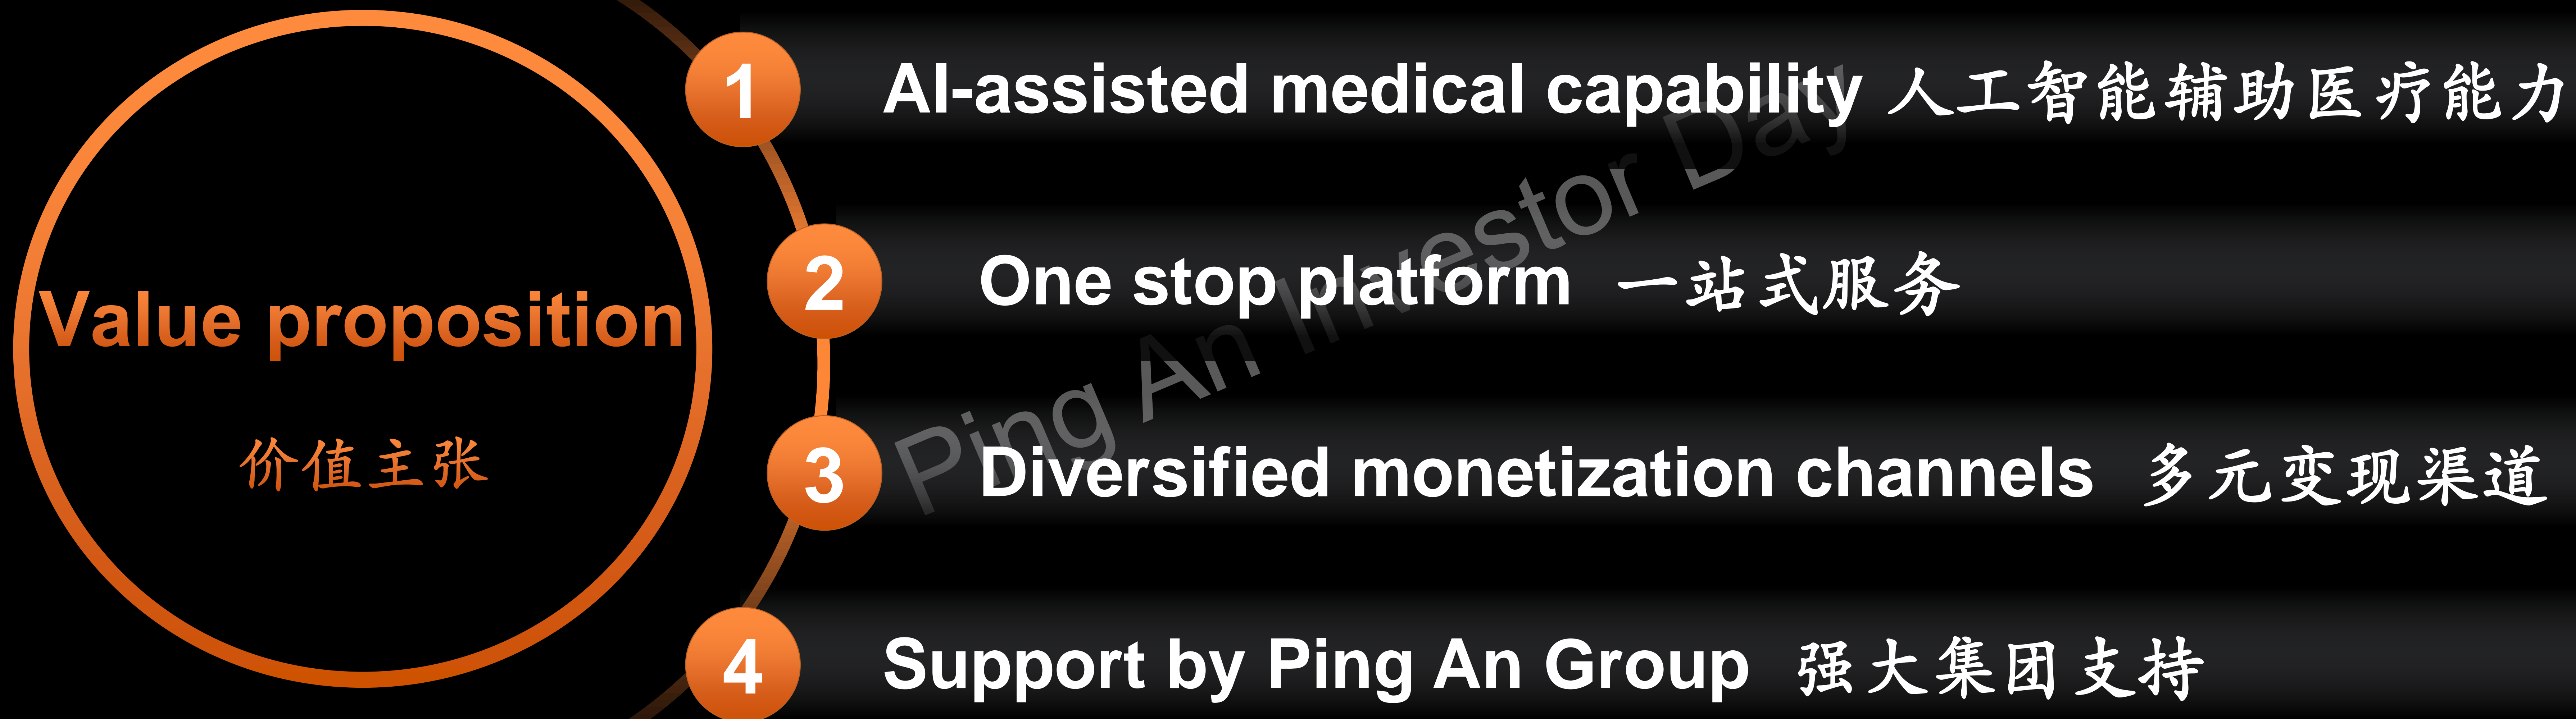 Value proposition
价值主张
1 AI-assisted medical capability 人工智能辅助医疗能力
2 One stop platform 一站式服务
3 Diversified monetization channels 多元变现渠道
4 Support by Ping An Group 强大集团支持
Ping An Investor Day